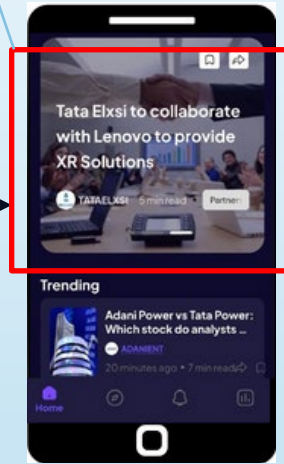 Tata Elxsi to collaborate
with Lenovo to provide
XR Solutions
TATAELXSI 5 min read Partner
Trending
Adani Power vs Tata Power:
Which stock do analysts ...
ADANIENT
20 minutes ago • 7 min read
Home